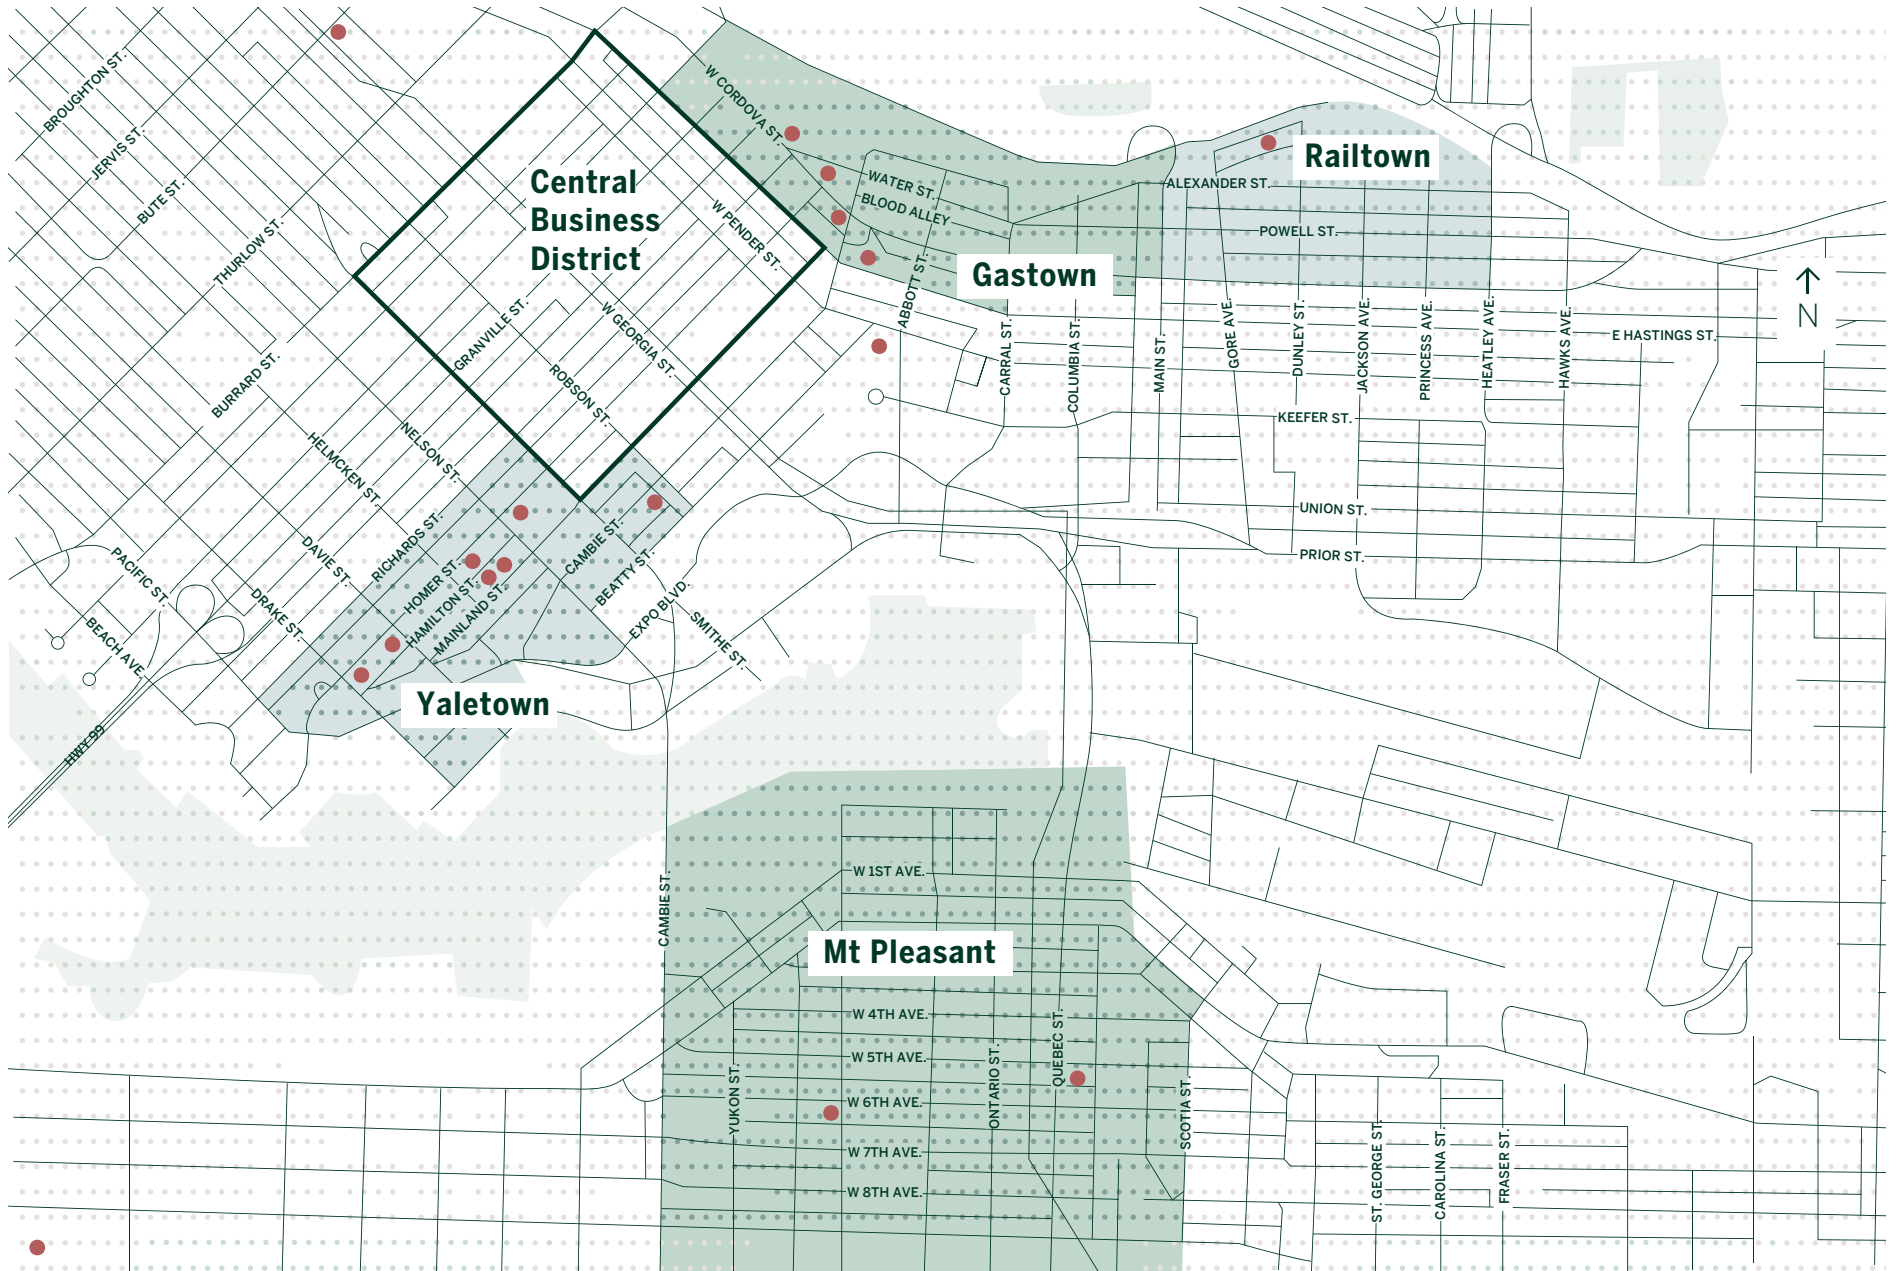 BROUGHTON ST.
JERVIS ST.
BUTE ST.
THURLOW ST.
BURRARD ST.
W CORDOVA ST.
Central
Business
District
W PENDER ST.
GRANVILLE ST.
W GEORGIA ST.
ROBSON ST.
WATER ST.
BLOOD ALLEY
ABBOTT ST.
Gastown
Railtown
ALEXANDER ST.
POWELL ST.
N
E HASTINGS ST.
CARRAL ST.
COLUMBIA ST.
MAIN ST.
GORE AVE.
DUNLEY ST.
JACKSON AVE.
PRINCESS AVE.
HEATLEY AVE.
HAWKS AVE.
KEEFER ST.
UNION ST.
PRIOR ST.
NELSON ST.
HELMCKEN ST.
RICHARDS ST.
DAVIE ST.
HOMER ST.
HAMILTON ST.
MAINLAND ST.
CAMBIE ST.
BEATTY ST.
EXPO BLVD.
SMITHE ST.
PACIFIC ST.
DRAKE ST.
BEACH AVE.
HWY 99
Yaletown
CAMBIE ST.
W 1ST AVE.
Mt Pleasant
W 4TH AVE.
W 5TH AVE.
W 6TH AVE.
W 7TH AVE.
W 8TH AVE.
YUKON ST.
ONTARIO ST.
QUEBEC ST.
SCOTIA ST.
ST. GEORGE ST.
CAROLINA ST.
FRASER ST.